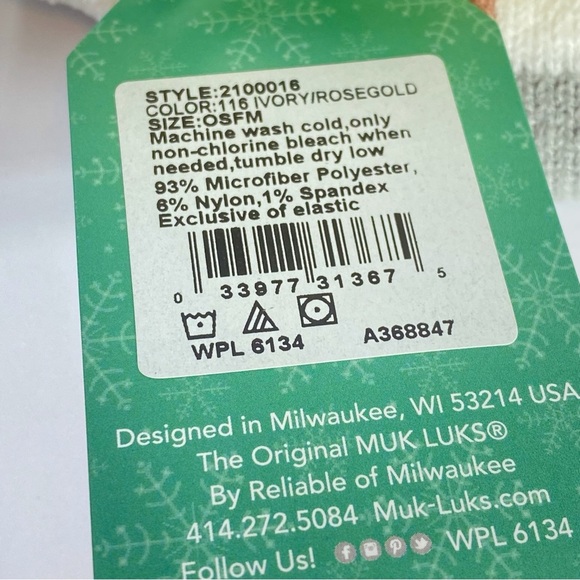 STYLE:2100016
COLOR:116 IVORY/ROSEGOLD
SIZE:OSFM
Machine wash cold,only
non-chlorine bleach when
needed,tumble dry low
93% Microfiber Polyester,
6% Nylon,1% Spandex
Exclusive of elastic
0 33977 31367 5
WPL 6134 A368847
Designed in Milwaukee, WI 53214 USA
The Original MUK LUKS®
By Reliable of Milwaukee
414.272.5084 Muk-Luks.com
Follow Us! WPL 6134